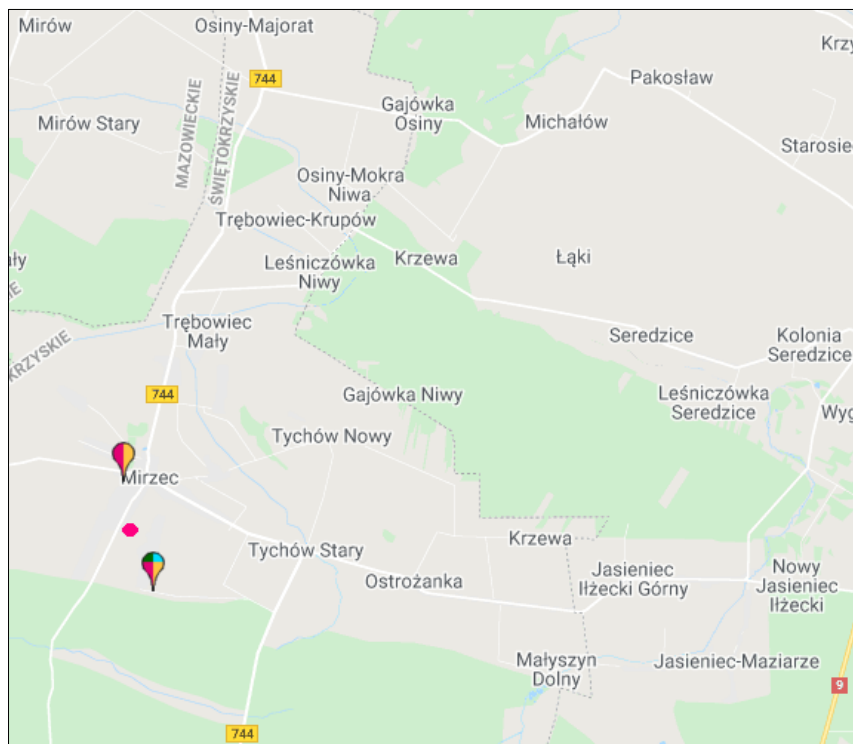 Mirów
Osiny-Majorat
Krzy
744
Pakosław
MAZOWIECKIE
ŚWIĘTOKRZYSKIE
Gajówka
Osiny
Mirów Stary
Michałów
Starosie
Osiny-Mokra
Niwa
Trębowiec-Krupów
ały
Leśniczówka
Niwy
Krzewa
Łąki
KIE
Trębowiec
Mały
KRZYSKIE
Seredzice
Kolonia
Seredzice
744
Gajówka Niwy
Leśniczówka
Seredzice
Wyg
Tychów Nowy
Mirzec
Tychów Stary
Krzewa
Ostrożanka
Jasieniec
Iłżecki Górny
Nowy
Jasieniec
Iłżecki
Małyszyn
Dolny
Jasieniec-Maziarze
9
744